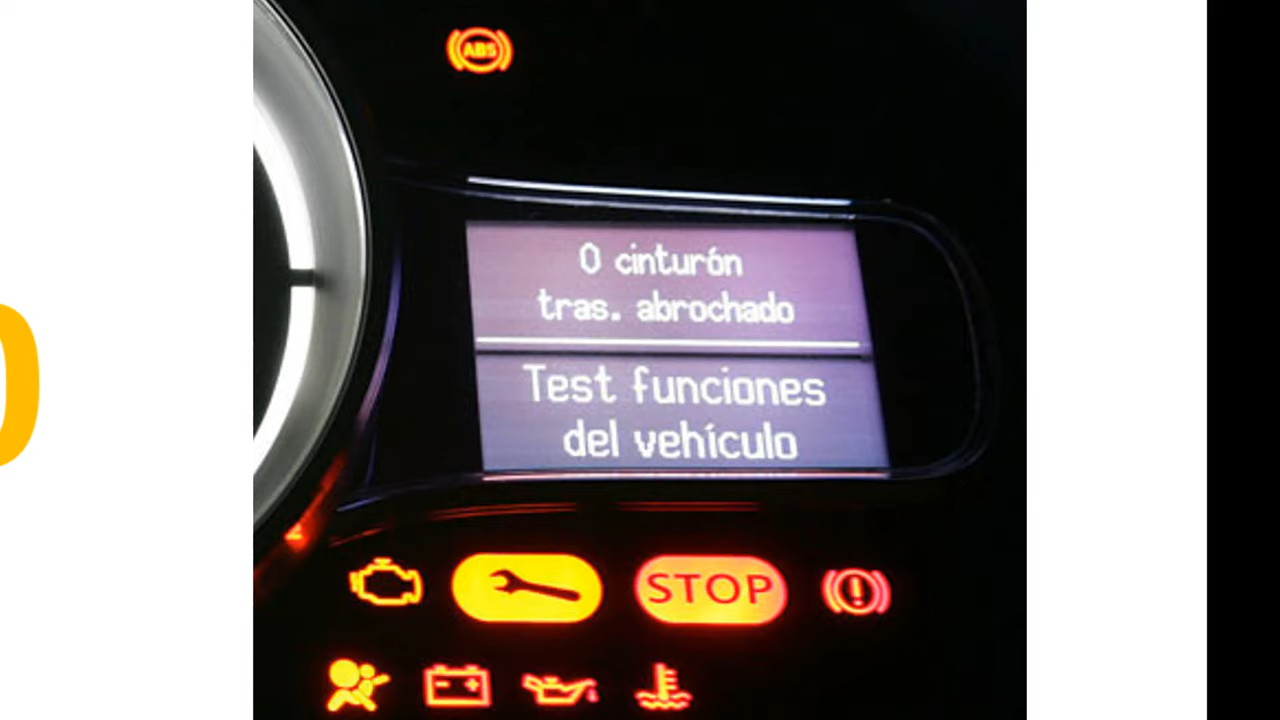 ABS
0 cinturón
tras. abrochado
Test funciones
del vehículo
STOP